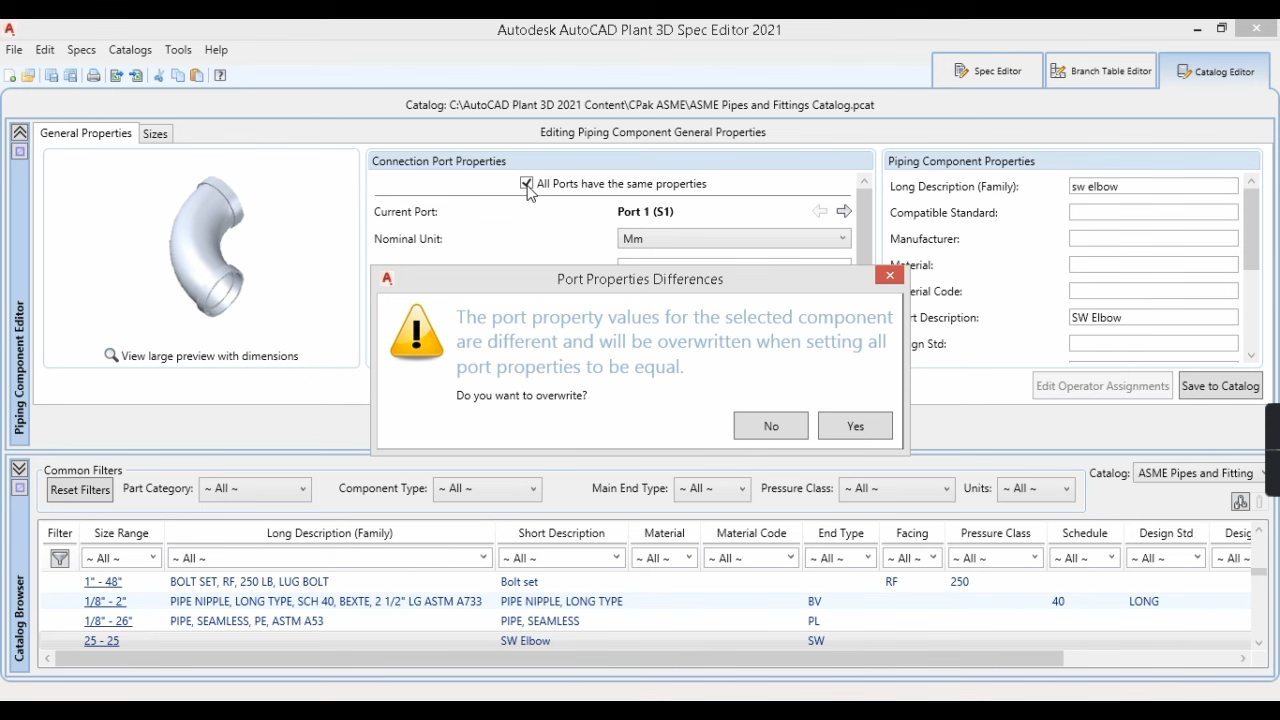 Autodesk AutoCAD Plant 3D Spec Editor 2021
File Edit Specs Catalogs Tools Help
Spec Editor Branch Table Editor Catalog Editor
Catalog: C:\AutoCAD Plant 3D 2021 Content\CPak ASME\ASME Pipes and Fittings Catalog.pcat
General Properties Sizes
Editing Piping Component General Properties
Piping Component Editor
View large preview with dimensions
Connection Port Properties
All Ports have the same properties
Current Port: Port 1 (S1)
Nominal Unit: Mm
Piping Component Properties
Long Description (Family): sw elbow
Compatible Standard:
Manufacturer:
Material:
erial Code:
rt Description: SW Elbow
gn Std:
Edit Operator Assignments Save to Catalog
Port Properties Differences
The port property values for the selected component
are different and will be overwritten when setting all
port properties to be equal.
Do you want to overwrite?
No Yes
Catalog Browser
Common Filters
Reset Filters Part Category: ~ All ~ Component Type: ~ All ~ Main End Type: ~ All ~ Pressure Class: ~ All ~ Units: ~ All ~
Catalog: ASME Pipes and Fitting
Filter Size Range Long Description (Family) Short Description Material Material Code End Type Facing Pressure Class Schedule Design Std Desig
~ All ~ ~ All ~ ~ All ~ ~ All ~ ~ All ~ ~ All ~ ~ All ~ ~ All ~ ~ All ~ ~ All ~ ~ All ~
1" - 48" BOLT SET, RF, 250 LB, LUG BOLT Bolt set RF 250
1/8" - 2" PIPE NIPPLE, LONG TYPE, SCH 40, BEXTE, 2 1/2" LG ASTM A733 PIPE NIPPLE, LONG TYPE BV 40 LONG
1/8" - 26" PIPE, SEAMLESS, PE, ASTM A53 PIPE, SEAMLESS PL
25 - 25 SW Elbow SW